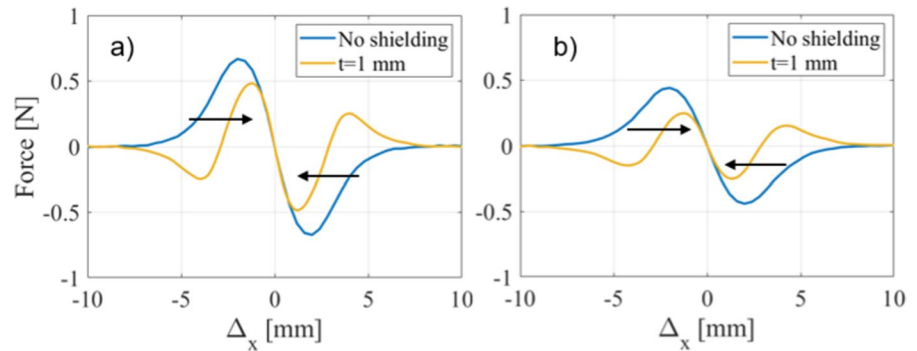 a)
No shielding
t=1 mm
Force [N]
1
0.5
0
-0.5
-1
-10
-5
0
5
10
Δx [mm]
b)
No shielding
t=1 mm
1
0.5
0
-0.5
-1
-10
-5
0
5
10
Δx [mm]